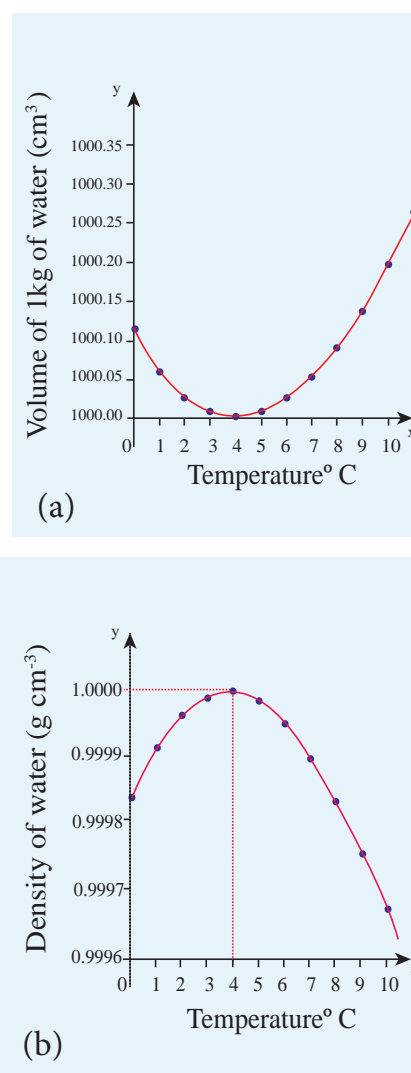 y
Volume of 1kg of water (cm³)
1000.35
1000.30
1000.25
1000.20
1000.15
1000.10
1000.05
1000.00
0 1 2 3 4 5 6 7 8 9 10
x
Temperature° C
(a)
y
Density of water (g cm⁻³)
1.0000
0.9999
0.9998
0.9997
0.9996
0 1 2 3 4 5 6 7 8 9 10
Temperature° C
(b)